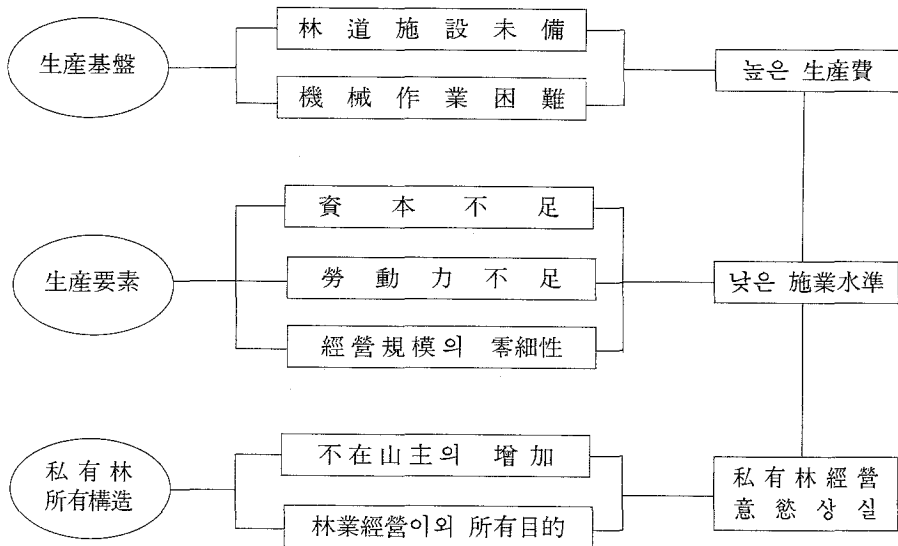 生産基盤
林道施設未備
機械作業困難
높은 生産費
生産要素
資本不足
勞動力不足
經營規模의 零細性
낮은 施業水準
私有林
所有構造
不在山主의 增加
林業經營이외 所有目的
私有林經營
意慾상실